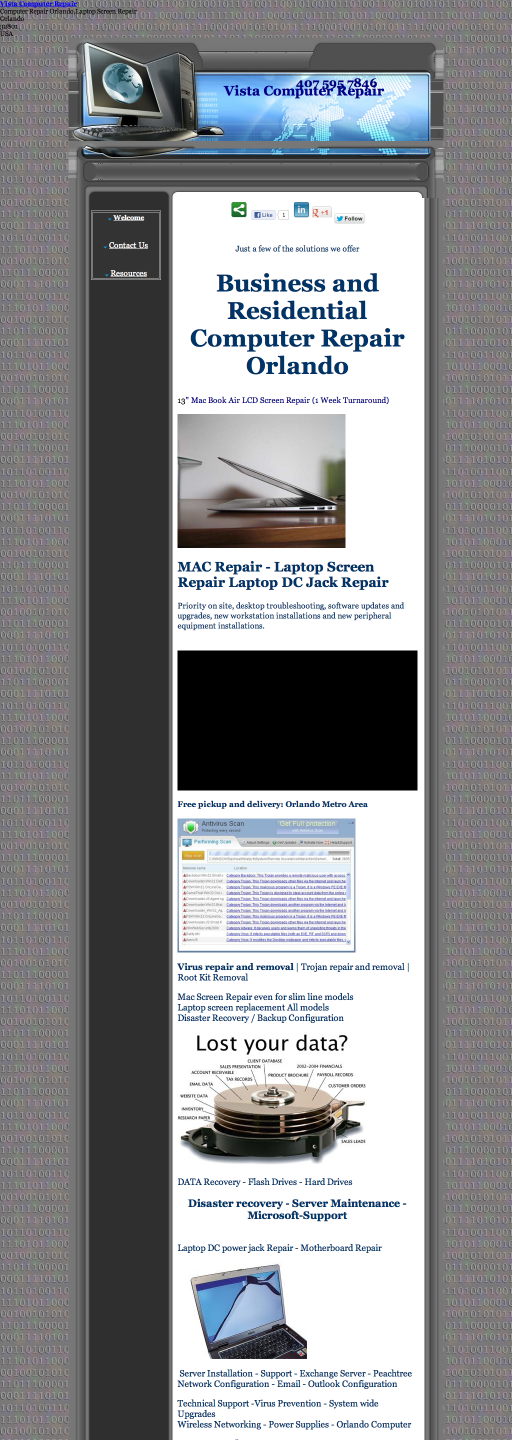 Vista Computer Repair
Computer Repair Orlando,Laptop Screen Repair
Orlando
USA
407 595 7846
Vista Computer Repair
Like 1
in
+1
Follow
Welcome
Contact Us
Resources
Just a few of the solutions we offer
Business and
Residential
Computer Repair
Orlando
13" Mac Book Air LCD Screen Repair (1 Week Turnaround)
MAC Repair - Laptop Screen
Repair Laptop DC Jack Repair
Priority on site, desktop troubleshooting, software updates and
upgrades, new workstation installations and new peripheral
equipment installations.
Free pickup and delivery: Orlando Metro Area
Antivirus Scan
Get Full protection
Performing Scan
Virus repair and removal | Trojan repair and removal |
Root Kit Removal
Mac Screen Repair even for slim line models
Laptop screen replacement All models
Disaster Recovery / Backup Configuration
Lost your data?
CLIENT DATABASE
SALES PRESENTATION
2002-2004 FINANCIALS
ACCOUNT RECEIVABLE
PRODUCT BROCHURE
PAYROLL RECORDS
TAX RECORDS
EMAIL DATA
CUSTOMER ORDERS
WEBSITE DATA
INVENTORY
RESEARCH PAPER
SALES LEADS
DATA Recovery - Flash Drives - Hard Drives
Disaster recovery - Server Maintenance -
Microsoft-Support
Laptop DC power jack Repair - Motherboard Repair
Server Installation - Support - Exchange Server - Peachtree
Network Configuration - Email - Outlook Configuration
Technical Support -Virus Prevention - System wide
Upgrades
Wireless Networking - Power Supplies - Orlando Computer